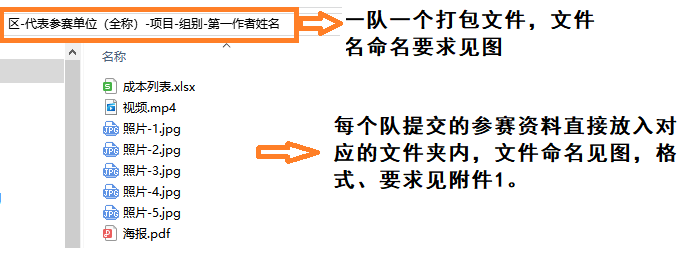 区-代表参赛单位（全称）-项目-组别-第一作者姓名
一队一个打包文件，文件
名命名要求见图
名称
成本列表.xlsx
视频.mp4
照片-1.jpg
照片-2.jpg
照片-3.jpg
照片-4.jpg
照片-5.jpg
海报.pdf
每个队提交的参赛资料直接放入对
应的文件夹内，文件命名见图，格
式、要求见附件1。